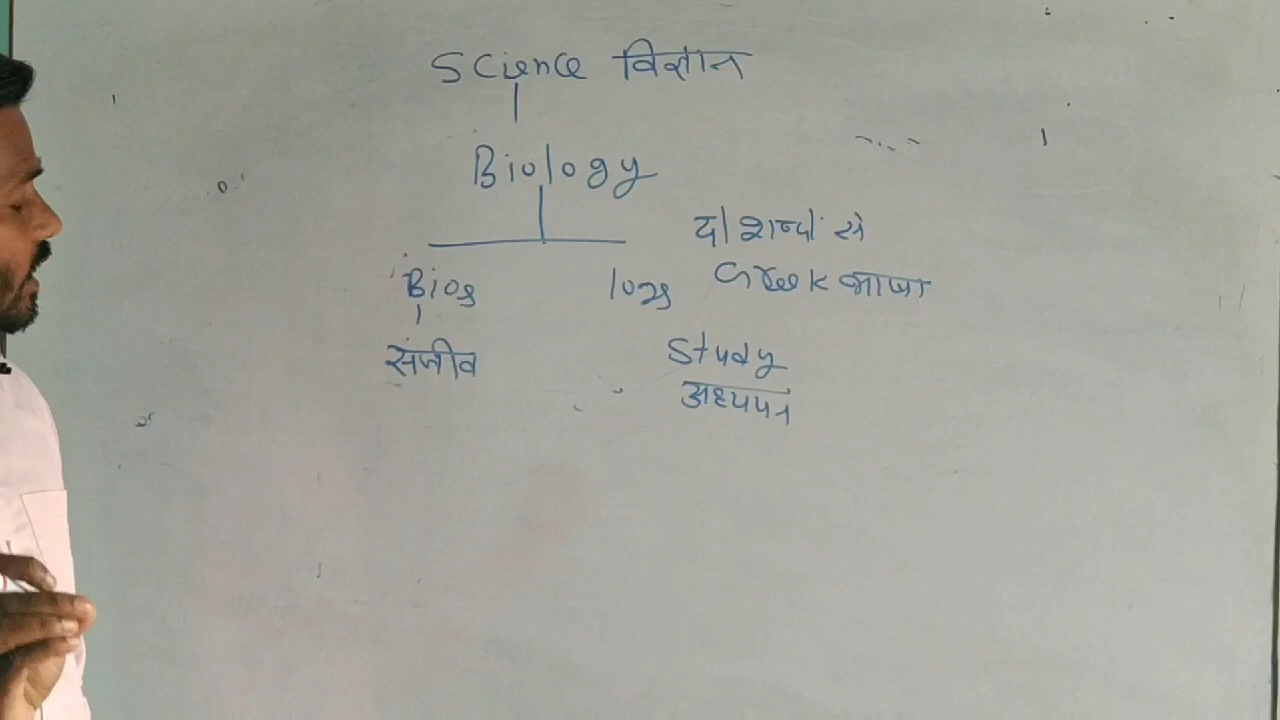 Science विज्ञान
Biology
दो शब्दों से
Bios logs Greek भाषा
सजीव Study
अध्ययन